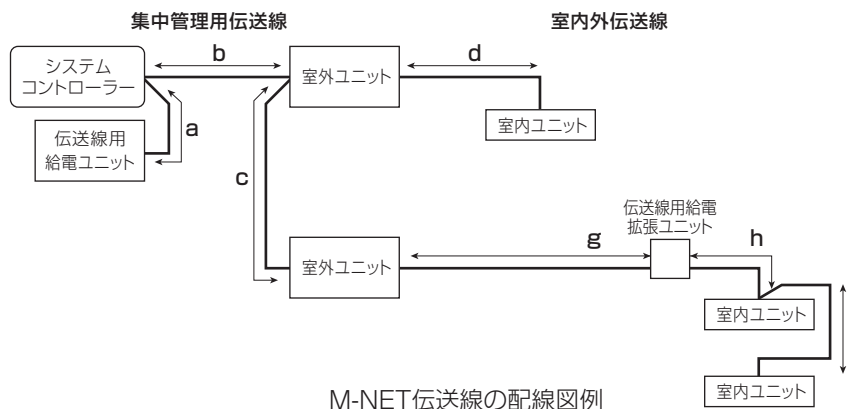 集中管理用伝送線
室内外伝送線
b
d
システム
コントローラー
室外ユニット
伝送線用
給電ユニット
a
室内ユニット
c
伝送線用給電
拡張ユニット
g
h
室外ユニット
室内ユニット
室内ユニット
M-NET伝送線の配線図例